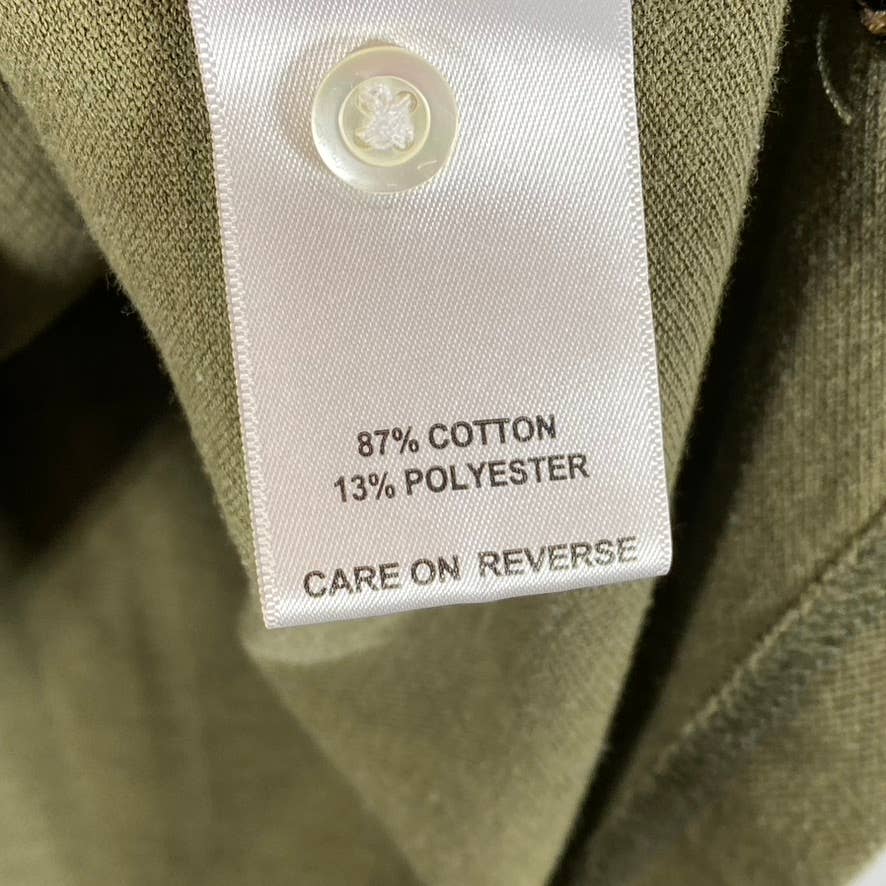 87% COTTON
13% POLYESTER
CARE ON REVERSE